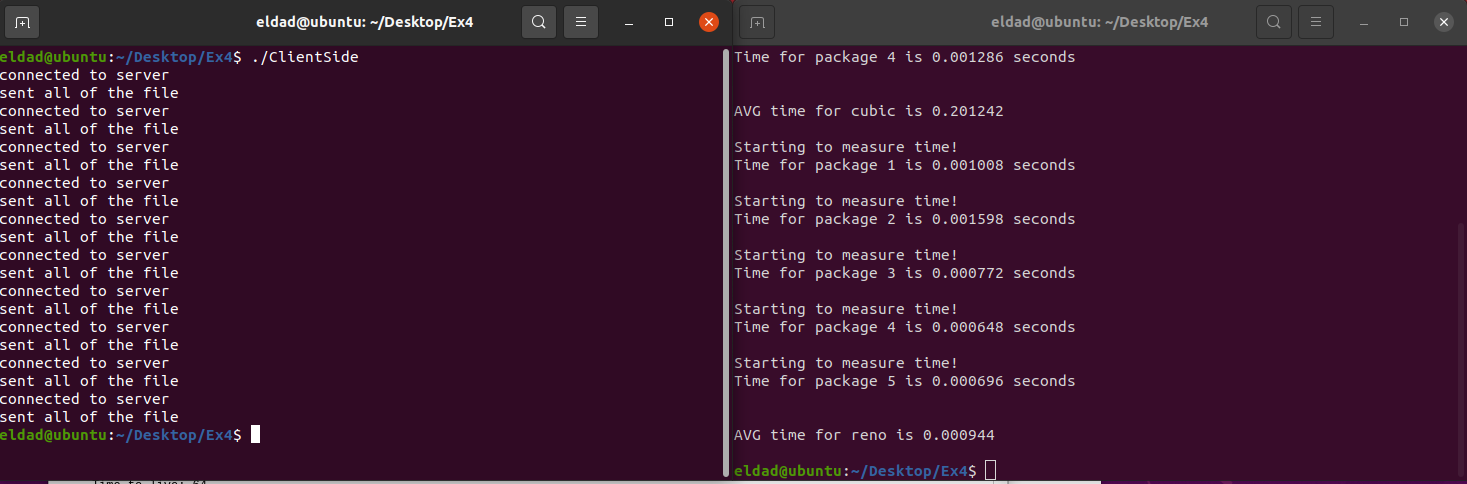 eldad@ubuntu: ~/Desktop/Ex4
eldad@ubuntu:~/Desktop/Ex4$ ./ClientSide
connected to server
sent all of the file
connected to server
sent all of the file
connected to server
sent all of the file
connected to server
sent all of the file
connected to server
sent all of the file
connected to server
sent all of the file
connected to server
sent all of the file
connected to server
sent all of the file
connected to server
sent all of the file
connected to server
sent all of the file
eldad@ubuntu:~/Desktop/Ex4$
eldad@ubuntu: ~/Desktop/Ex4
Time for package 4 is 0.001286 seconds
AVG time for cubic is 0.201242
Starting to measure time!
Time for package 1 is 0.001008 seconds
Starting to measure time!
Time for package 2 is 0.001598 seconds
Starting to measure time!
Time for package 3 is 0.000772 seconds
Starting to measure time!
Time for package 4 is 0.000648 seconds
Starting to measure time!
Time for package 5 is 0.000696 seconds
AVG time for reno is 0.000944
eldad@ubuntu:~/Desktop/Ex4$